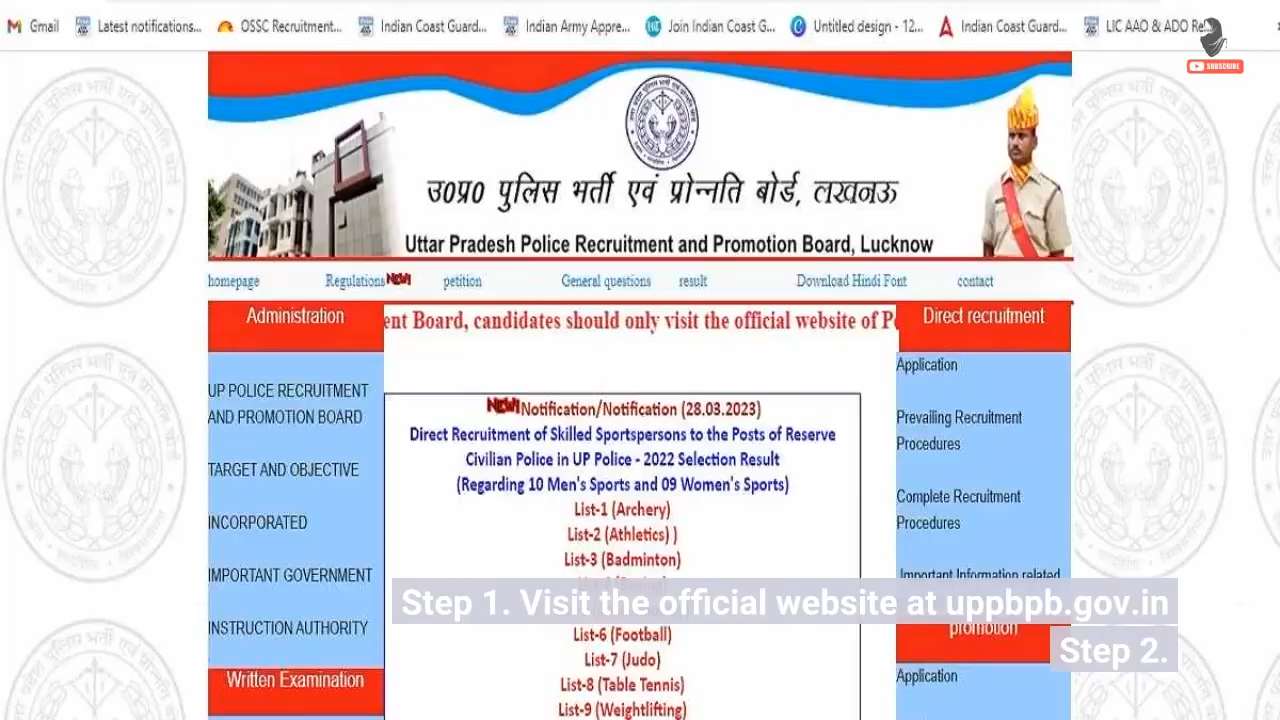 Gmail
Latest notifications...
OSSC Recruitment...
Indian Coast Guard...
Indian Army Appre...
Join Indian Coast G...
Untitled design - 12...
Indian Coast Guard...
LIC AAO & ADO Re
SUBSCRIBE
उ0प्र0 पुलिस भर्ती एवं प्रोन्नति बोर्ड, लखनऊ
Uttar Pradesh Police Recruitment and Promotion Board, Lucknow
homepage
Regulations NEW!
petition
General questions
result
Download Hindi Font
contact
Administration
UP POLICE RECRUITMENT
AND PROMOTION BOARD
TARGET AND OBJECTIVE
INCORPORATED
IMPORTANT GOVERNMENT
INSTRUCTION AUTHORITY
Written Examination
ent Board, candidates should only visit the official website of P
NEW! Notification/Notification (28.03.2023)
Direct Recruitment of Skilled Sportspersons to the Posts of Reserve
Civilian Police in UP Police - 2022 Selection Result
(Regarding 10 Men's Sports and 09 Women's Sports)
List-1 (Archery)
List-2 (Athletics) )
List-3 (Badminton)
List-6 (Football)
List-7 (Judo)
List-8 (Table Tennis)
List-9 (Weightlifting)
Direct recruitment
Application
Prevailing Recruitment
Procedures
Complete Recruitment
Procedures
Important Information related
promotion
Application
Step 1. Visit the official website at uppbpb.gov.in
Step 2.